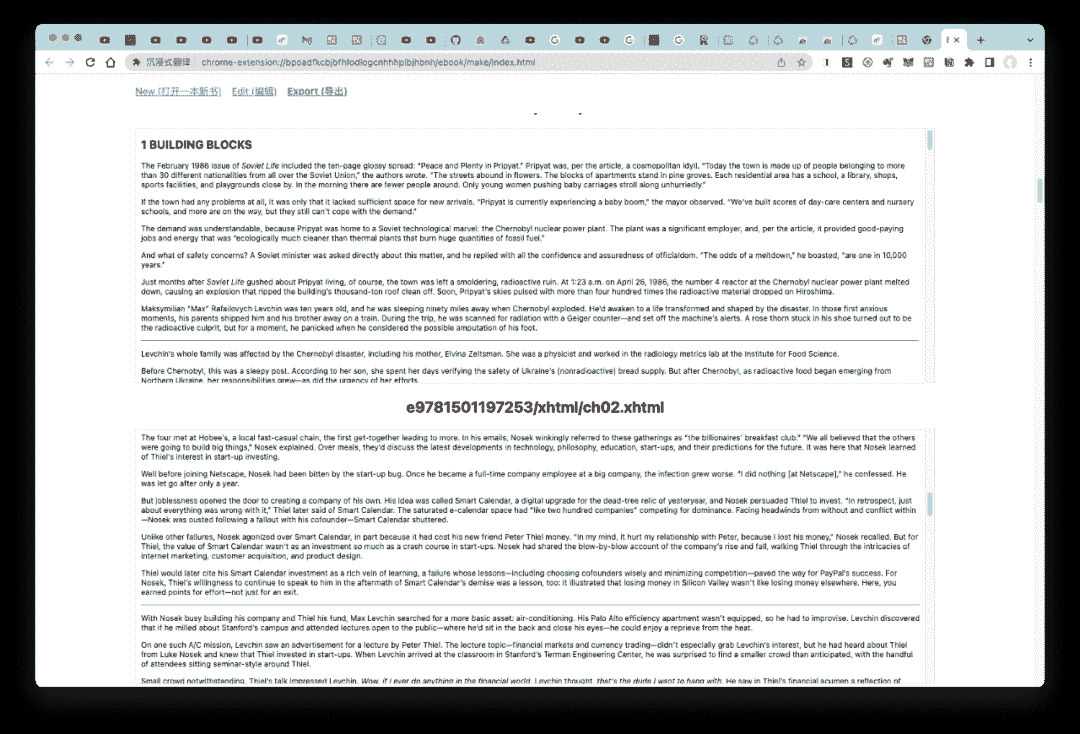 沉浸式翻译 chrome-extension://bpoadfkcbjbfhfodiogcnhhhpibjhbnh/ebook/make/index.html
New (打开一本新书) Edit (编辑) Export (导出)
1 BUILDING BLOCKS
The February 1986 issue of Soviet Life included the ten-page glossy spread: “Peace and Plenty in Pripyat.” Pripyat was, per the article, a cosmopolitan idyll. “Today the town is made up of people belonging to more
than 30 different nationalities from all over the Soviet Union,” the authors wrote. “The streets abound in flowers. The blocks of apartments stand in pine groves. Each residential area has a school, a library, shops,
sports facilities, and playgrounds close by. In the morning there are fewer people around. Only young women pushing baby carriages stroll along unhurriedly.”
If the town had any problems at all, it was only that it lacked sufficient space for new arrivals. “Pripyat is currently experiencing a baby boom,” the mayor observed. “We’ve built scores of day-care centers and nursery
schools, and more are on the way, but they still can’t cope with the demand.”
The demand was understandable, because Pripyat was home to a Soviet technological marvel: the Chernobyl nuclear power plant. The plant was a significant employer, and, per the article, it provided good-paying
jobs and energy that was “ecologically much cleaner than thermal plants that burn huge quantities of fossil fuel.”
And what of safety concerns? A Soviet minister was asked directly about this matter, and he replied with all the confidence and assuredness of officialdom. “The odds of a meltdown,” he boasted, “are one in 10,000
years.”
Just months after Soviet Life gushed about Pripyat living, of course, the town was left a smoldering, radioactive ruin. At 1:23 a.m. on April 26, 1986, the number 4 reactor at the Chernobyl nuclear power plant melted
down, causing an explosion that ripped the building’s thousand-ton roof clean off. Soon, Pripyat’s skies pulsed with more than four hundred times the radioactive material dropped on Hiroshima.
Maksymilian “Max” Rafailovych Levchin was ten years old, and he was sleeping ninety miles away when Chernobyl exploded. He’d awaken to a life transformed and shaped by the disaster. In those first anxious
moments, his parents shipped him and his brother away on a train. During the trip, he was scanned for radiation with a Geiger counter—and set off the machine’s alerts. A rose thorn stuck in his shoe turned out to be
the radioactive culprit, but for a moment, he panicked when he considered the possible amputation of his foot.
Levchin’s whole family was affected by the Chernobyl disaster, including his mother, Elvina Zeltsman. She was a physicist and worked in the radiology metrics lab at the Institute for Food Science.
Before Chernobyl, this was a sleepy post. According to her son, she spent her days verifying the safety of Ukraine’s (nonradioactive) bread supply. But after Chernobyl, as radioactive food began emerging from
Northern Ukraine, her responsibilities grew—as did the urgency of her efforts.
e9781501197253/xhtml/ch02.xhtml
The four met at Hobee’s, a local fast-casual chain, the first get-together leading to more. In his emails, Nosek winkingly referred to these gatherings as “the billionaires’ breakfast club.” “We all believed that the others
were going to build big things,” Nosek explained. Over meals, they’d discuss the latest developments in technology, philosophy, education, start-ups, and their predictions for the future. It was here that Nosek learned
of Thiel’s interest in start-up investing.
Well before joining Netscape, Nosek had been bitten by the start-up bug. Once he became a full-time company employee at a big company, the infection grew worse. “I did nothing [at Netscape],” he confessed. He
was let go after only a year.
But joblessness opened the door to creating a company of his own. His idea was called Smart Calendar, a digital upgrade for the dead-tree relic of yesteryear, and Nosek persuaded Thiel to invest. “In retrospect, just
about everything was wrong with it,” Thiel later said of Smart Calendar. The saturated e-calendar space had “like two hundred companies” competing for dominance. Facing headwinds from without and conflict within
—Nosek was ousted following a fallout with his cofounder—Smart Calendar shuttered.
Unlike other failures, Nosek agonized over Smart Calendar, in part because it had cost his new friend Peter Thiel money. “In my mind, it hurt my relationship with Peter, because I lost his money,” Nosek recalled. But for
Thiel, the value of Smart Calendar wasn’t as an investment so much as a crash course in start-ups. Nosek had shared the blow-by-blow account of the company’s rise and fall, walking Thiel through the intricacies of
internet marketing, customer acquisition, and product design.
Thiel would later cite his Smart Calendar investment as a rich vein of learning, a failure whose lessons—including choosing cofounders wisely and minimizing competition—paved the way for PayPal’s success. For
Nosek, Thiel’s willingness to continue to speak to him in the aftermath of Smart Calendar’s demise was a lesson, too: it illustrated that losing money in Silicon Valley wasn’t like losing money elsewhere. Here, you
earned points for effort—not just for an exit.
With Nosek busy building his company and Thiel his fund, Max Levchin searched for a more basic asset: air-conditioning. His Palo Alto efficiency apartment wasn’t equipped, so he had to improvise. Levchin discovered
that if he milled about Stanford’s campus and attended lectures open to the public—where he’d sit in the back and close his eyes—he could enjoy a reprieve from the heat.
On one such A/C mission, Levchin saw an advertisement for a lecture by Peter Thiel. The lecture topic—financial markets and currency trading—didn’t especially grab Levchin’s interest, but he had heard about Thiel
from Luke Nosek and knew that Thiel invested in start-ups. When Levchin arrived at the classroom in Stanford’s Terman Engineering Center, he was surprised to find a smaller crowd than anticipated, with the handful
of attendees sitting seminar-style around Thiel.
Small crowd notwithstanding, Thiel’s talk impressed Levchin. Wow, if I ever do anything in the financial world, Levchin thought, that’s the dude I want to hang with. He saw in Thiel’s financial acumen a reflection of